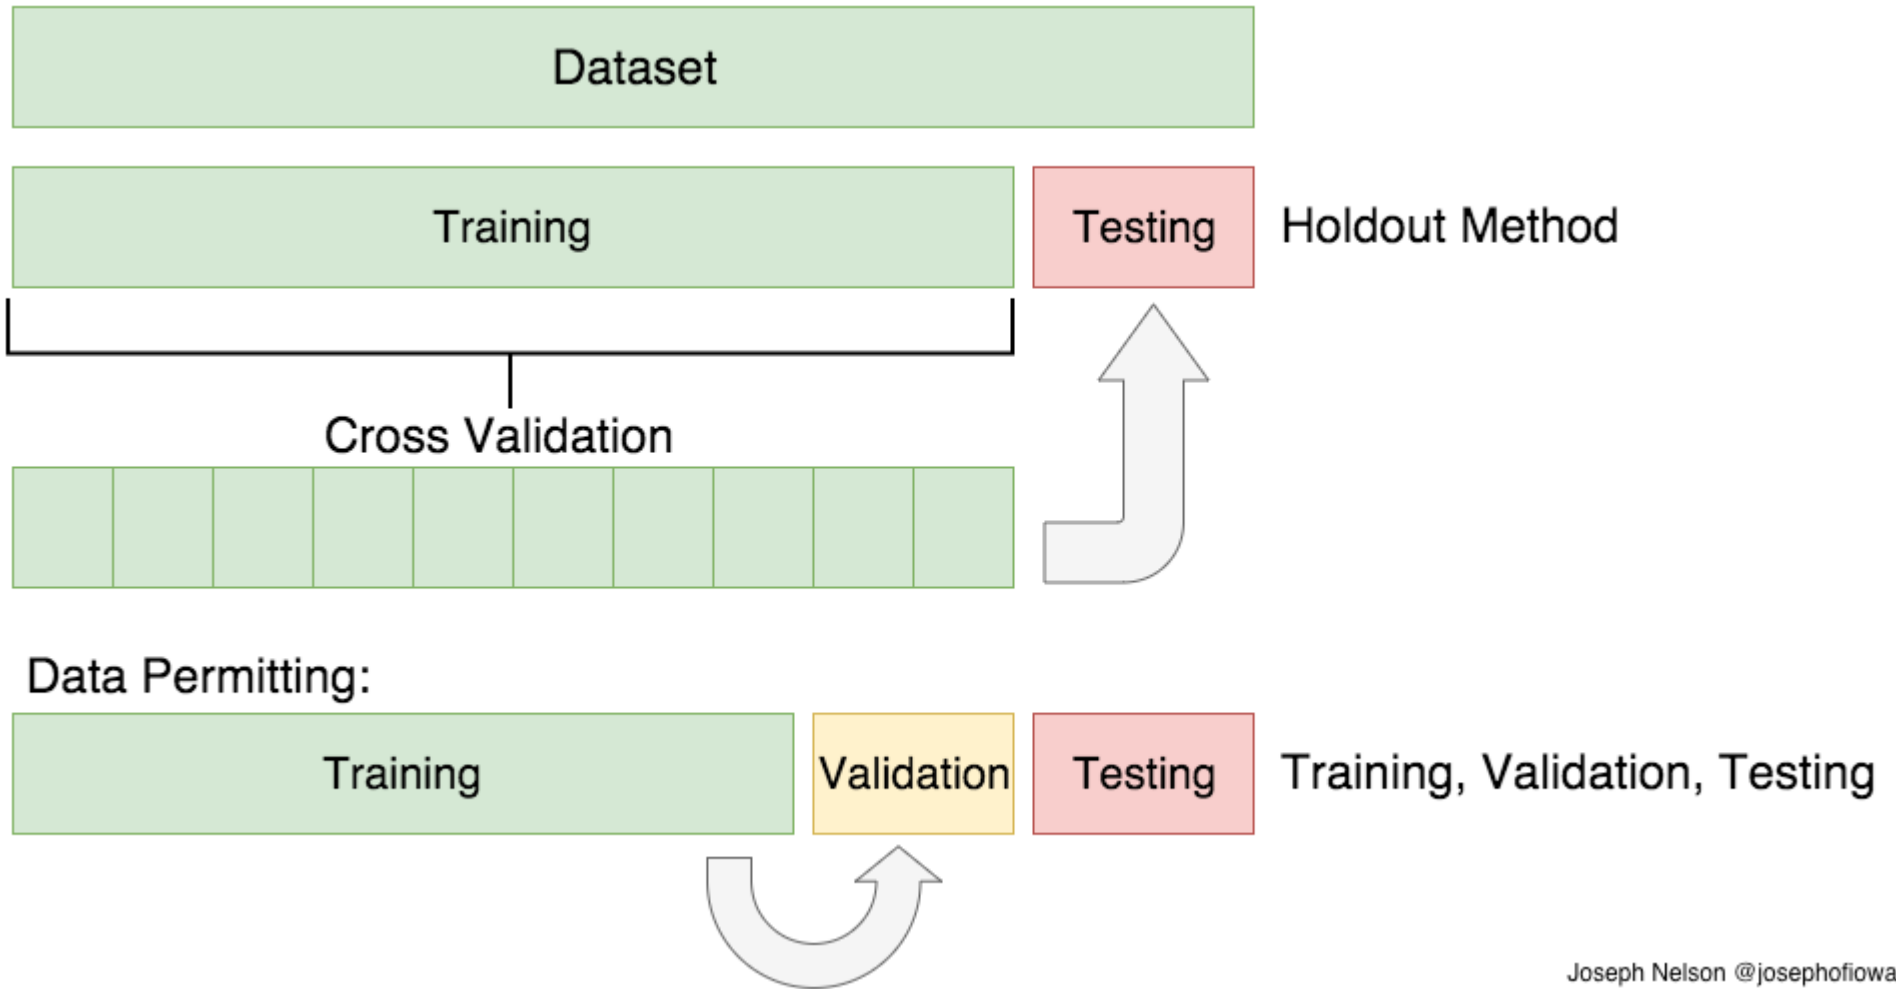 Dataset
Training
Testing
Holdout Method
Cross Validation
Data Permitting:
Training
Validation
Testing
Training, Validation, Testing
Joseph Nelson @josephofiowa